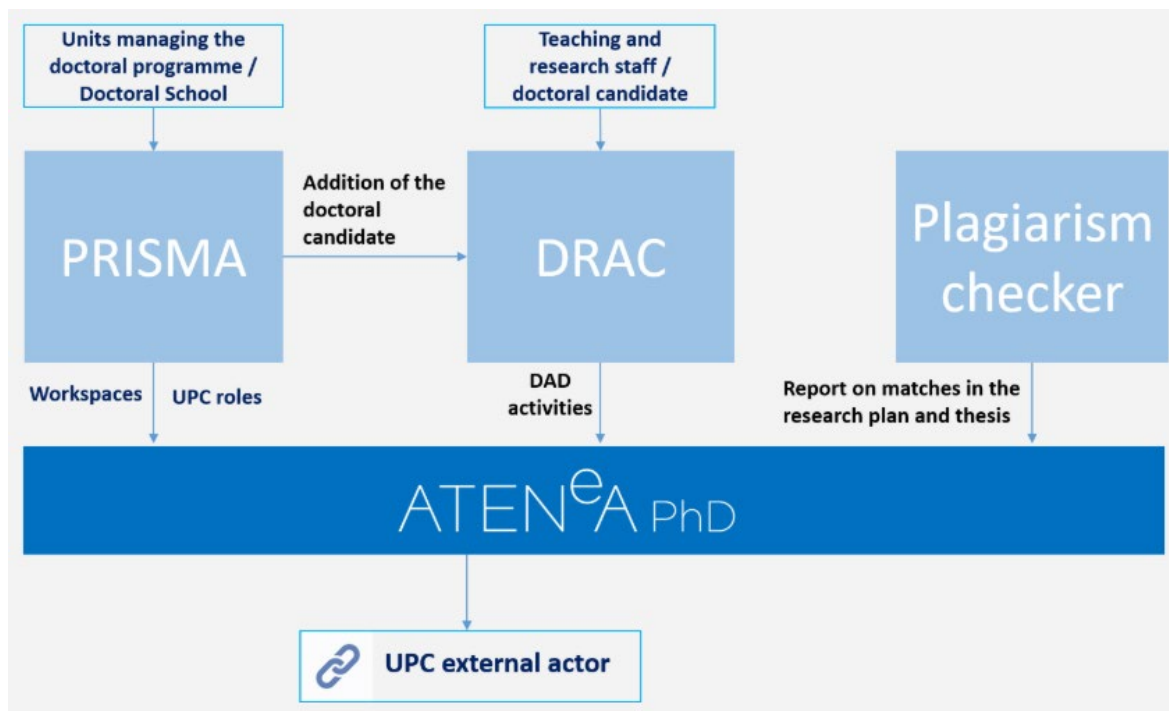 Units managing the
doctoral programme /
Doctoral School
Teaching and
research staff /
doctoral candidate
PRISMA
Addition of the
doctoral
candidate
DRAC
Plagiarism
checker
Workspaces
UPC roles
DAD
activities
Report on matches in the
research plan and thesis
ATENeA PhD
UPC external actor